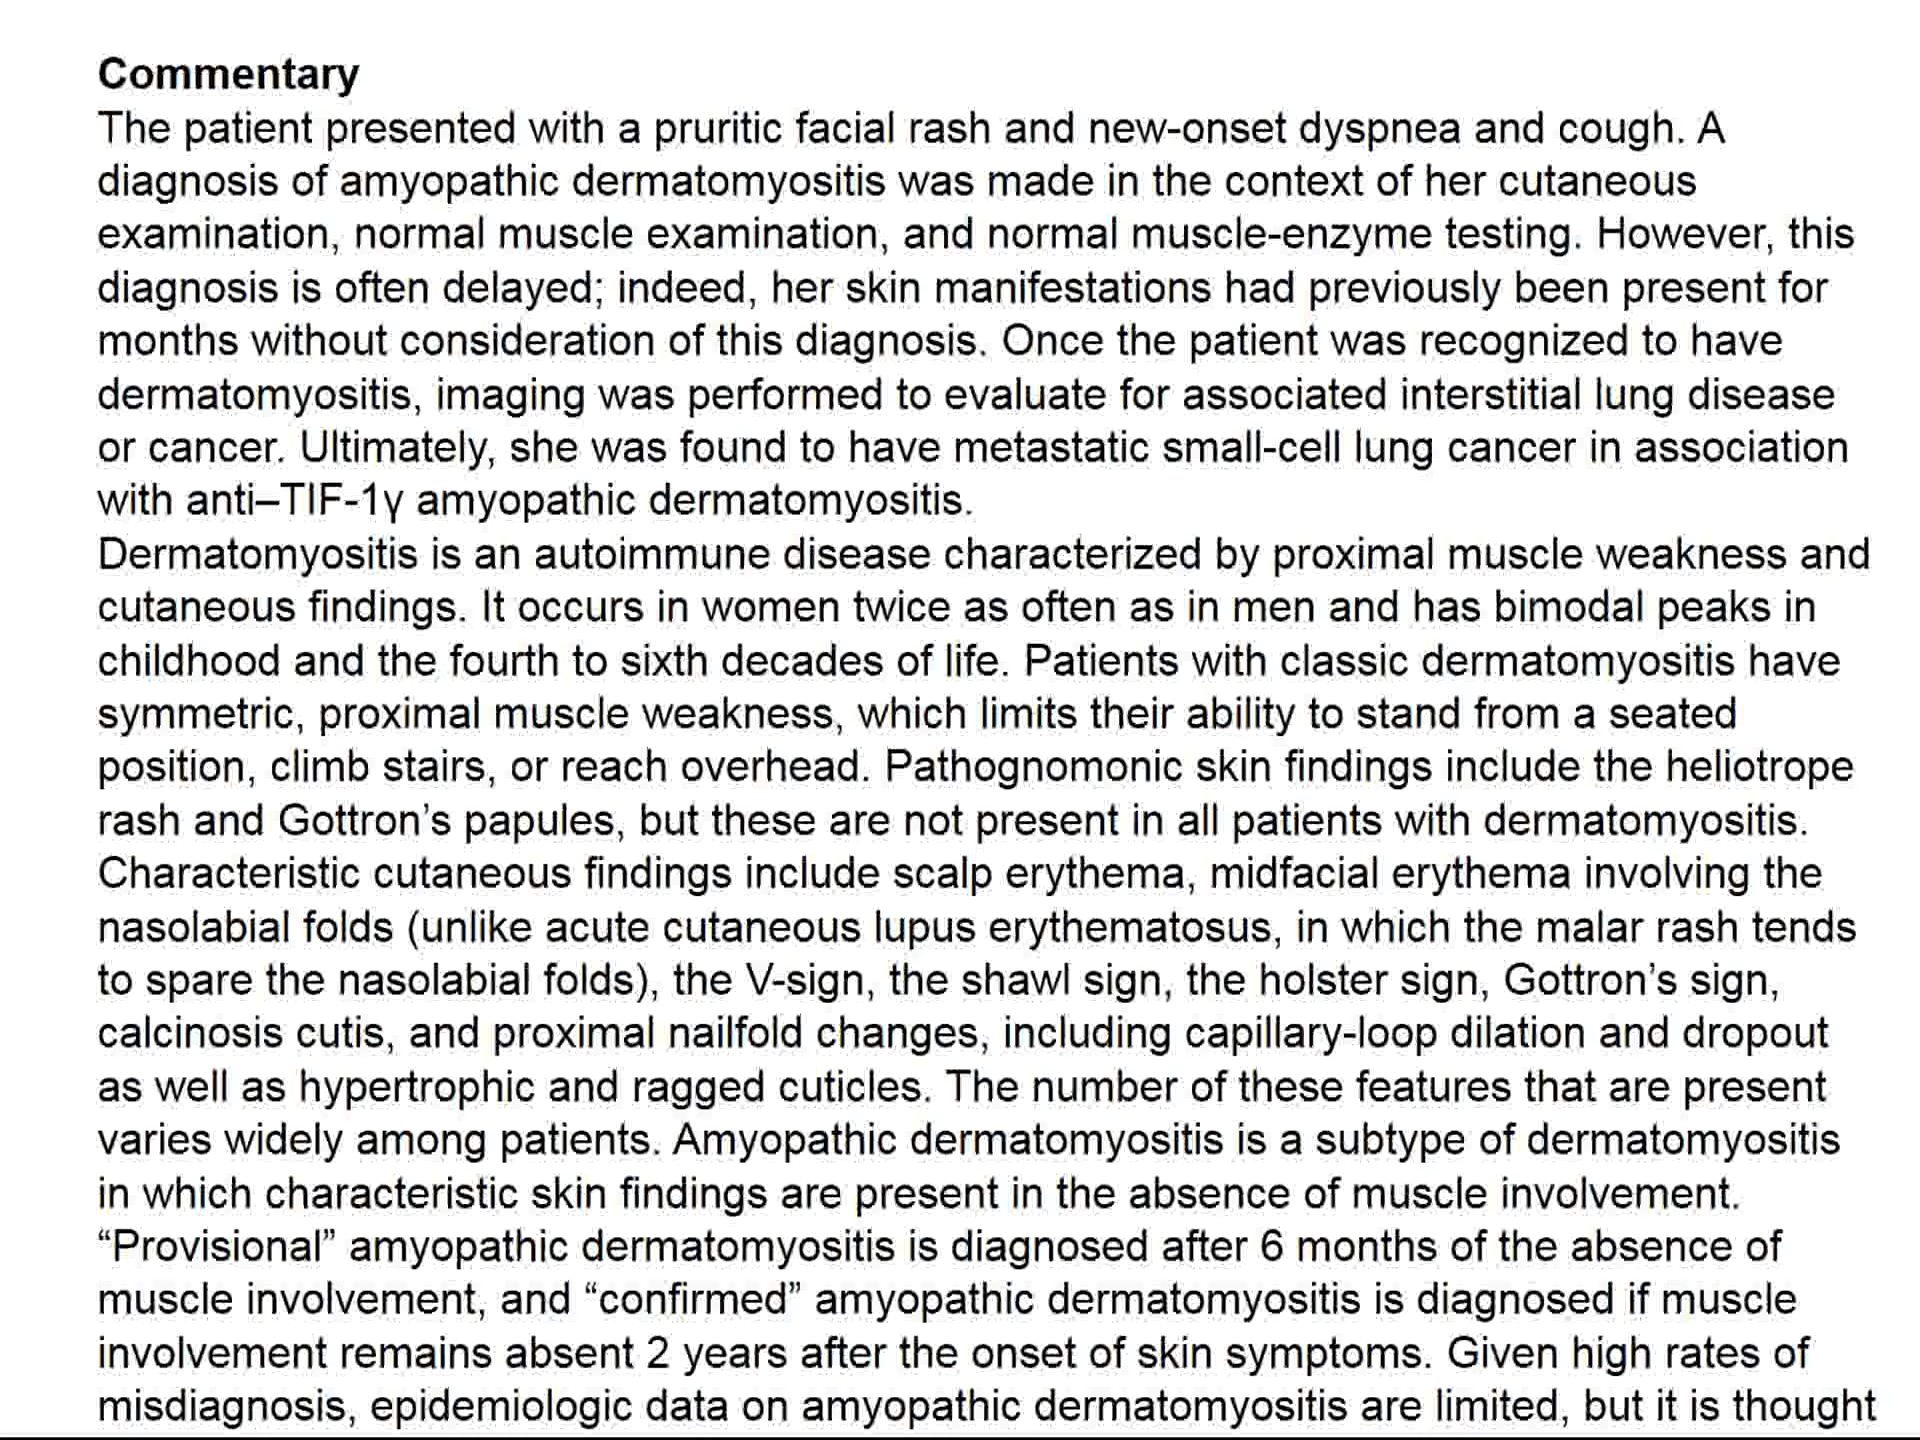 Commentary
The patient presented with a pruritic facial rash and new-onset dyspnea and cough. A
diagnosis of amyopathic dermatomyositis was made in the context of her cutaneous
examination, normal muscle examination, and normal muscle-enzyme testing. However, this
diagnosis is often delayed; indeed, her skin manifestations had previously been present for
months without consideration of this diagnosis. Once the patient was recognized to have
dermatomyositis, imaging was performed to evaluate for associated interstitial lung disease
or cancer. Ultimately, she was found to have metastatic small-cell lung cancer in association
with anti–TIF-1γ amyopathic dermatomyositis.
Dermatomyositis is an autoimmune disease characterized by proximal muscle weakness and
cutaneous findings. It occurs in women twice as often as in men and has bimodal peaks in
childhood and the fourth to sixth decades of life. Patients with classic dermatomyositis have
symmetric, proximal muscle weakness, which limits their ability to stand from a seated
position, climb stairs, or reach overhead. Pathognomonic skin findings include the heliotrope
rash and Gottron’s papules, but these are not present in all patients with dermatomyositis.
Characteristic cutaneous findings include scalp erythema, midfacial erythema involving the
nasolabial folds (unlike acute cutaneous lupus erythematosus, in which the malar rash tends
to spare the nasolabial folds), the V-sign, the shawl sign, the holster sign, Gottron’s sign,
calcinosis cutis, and proximal nailfold changes, including capillary-loop dilation and dropout
as well as hypertrophic and ragged cuticles. The number of these features that are present
varies widely among patients. Amyopathic dermatomyositis is a subtype of dermatomyositis
in which characteristic skin findings are present in the absence of muscle involvement.
“Provisional” amyopathic dermatomyositis is diagnosed after 6 months of the absence of
muscle involvement, and “confirmed” amyopathic dermatomyositis is diagnosed if muscle
involvement remains absent 2 years after the onset of skin symptoms. Given high rates of
misdiagnosis, epidemiologic data on amyopathic dermatomyositis are limited, but it is thought